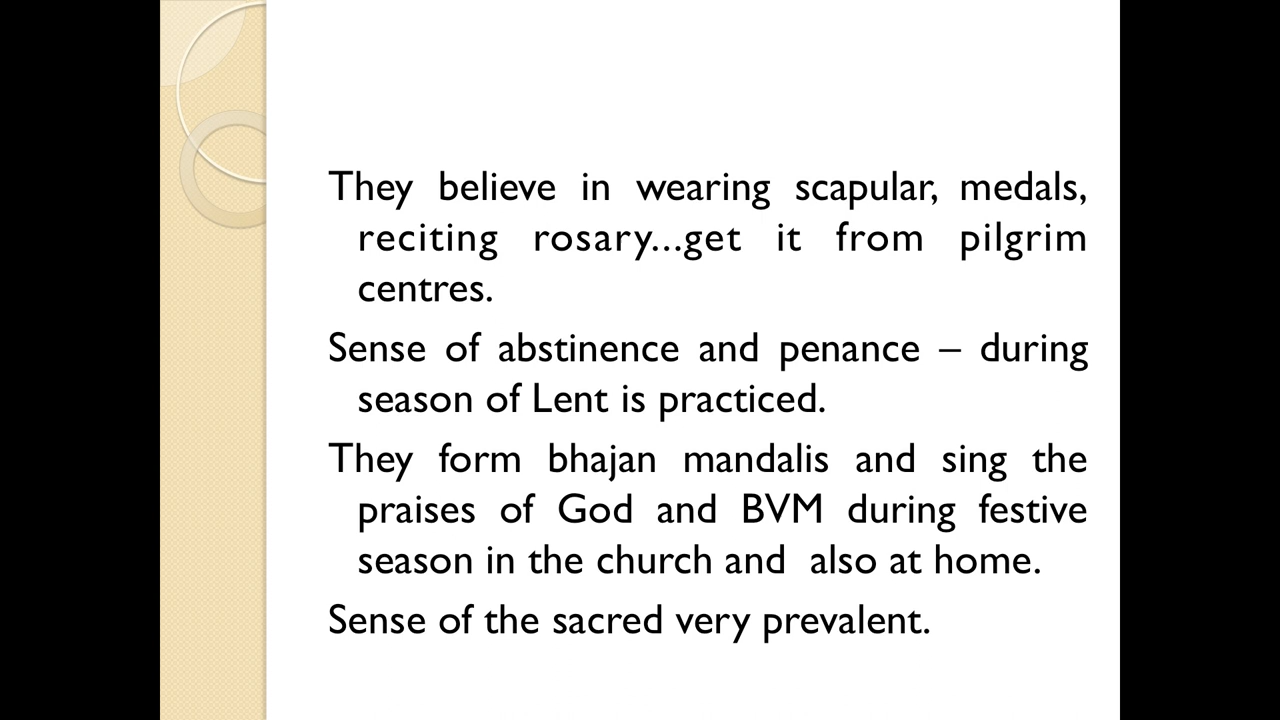 They believe in wearing scapular, medals,
reciting rosary...get it from pilgrim
centres.
Sense of abstinence and penance – during
season of Lent is practiced.
They form bhajan mandalis and sing the
praises of God and BVM during festive
season in the church and  also at home.
Sense of the sacred very prevalent.